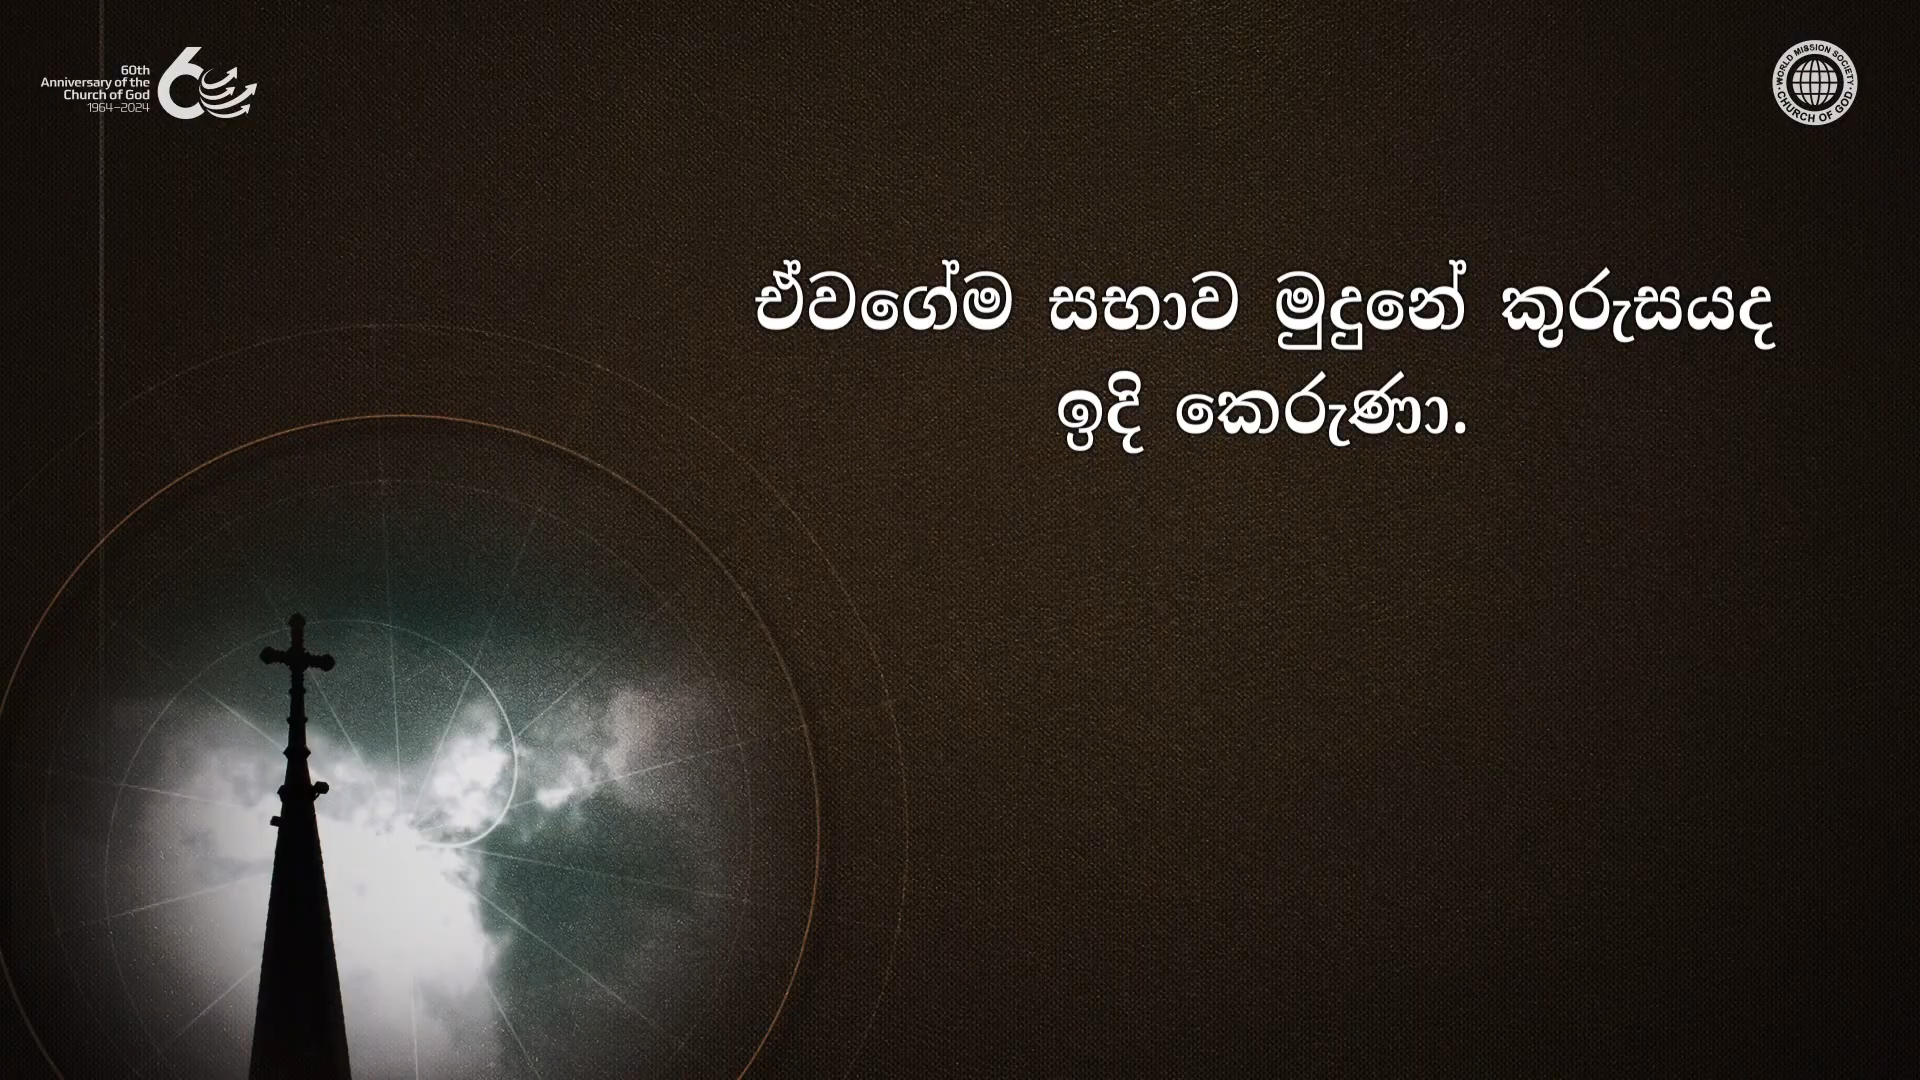 60th
Anniversary of the
Church of God
1964–2024
60
WORLD MISSION SOCIETY
CHURCH OF GOD
ඒවගේම සභාව මුදුනේ කුරුසයද
ඉදි කෙරුණා.